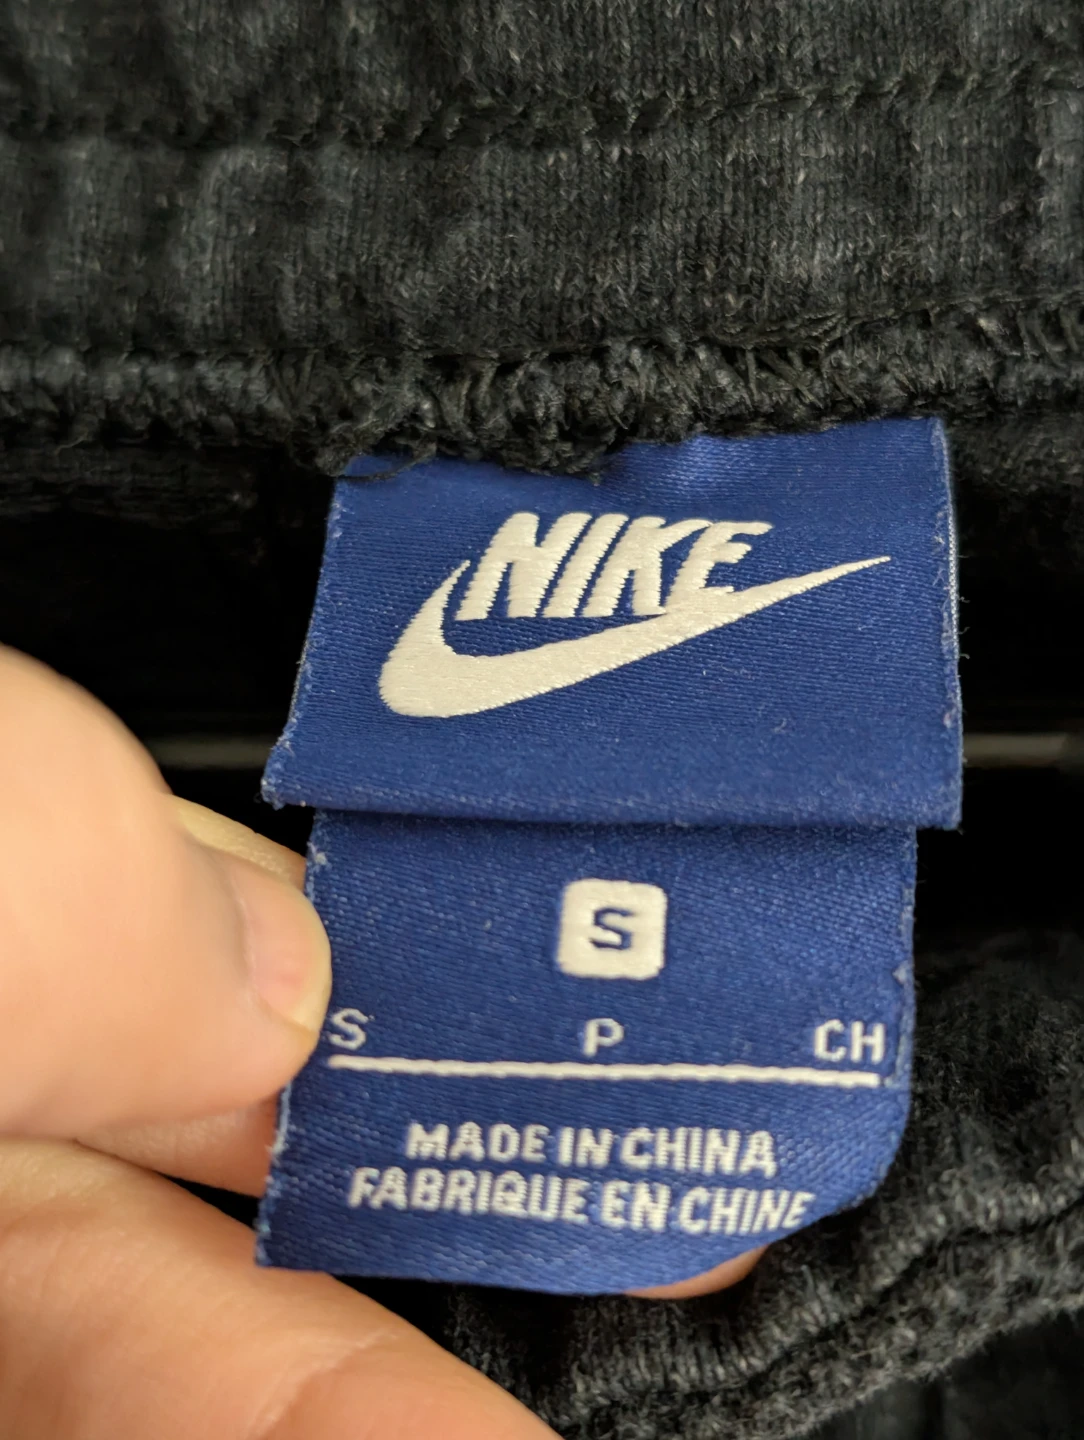 NIKE
S
S P CH
MADE IN CHINA
FABRIQUE EN CHINE